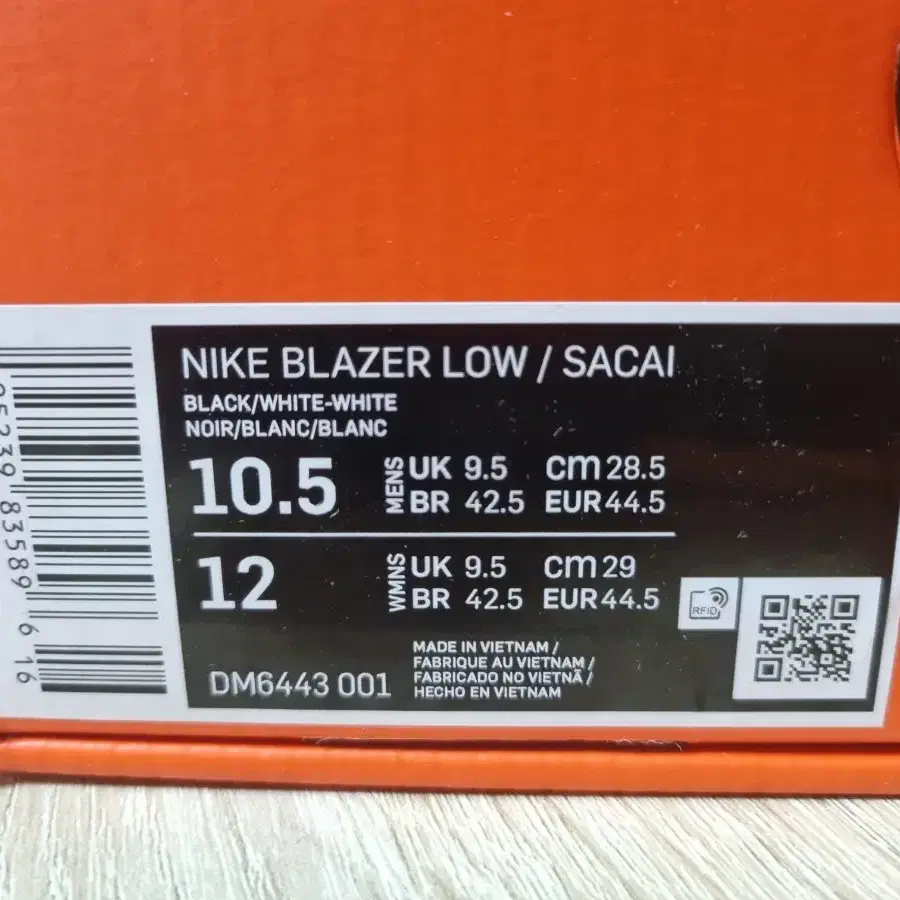 NIKE BLAZER LOW / SACAI
BLACK/WHITE-WHITE
NOIR/BLANC/BLANC
10.5 MENS UK 9.5 cm 28.5
BR 42.5 EUR 44.5
12 WMNS UK 9.5 cm 29
BR 42.5 EUR 44.5
RFID
DM6443 001
MADE IN VIETNAM /
FABRIQUE AU VIETNAM /
FABRICADO NO VIETNÃ /
HECHO EN VIETNAM
83589 6 16